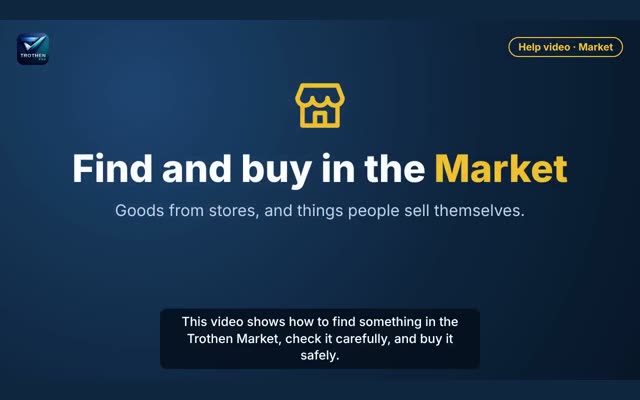 TROTHEN
Help video · Market
Find and buy in the Market
Goods from stores, and things people sell themselves.
This video shows how to find something in the
Trothen Market, check it carefully, and buy it
safely.